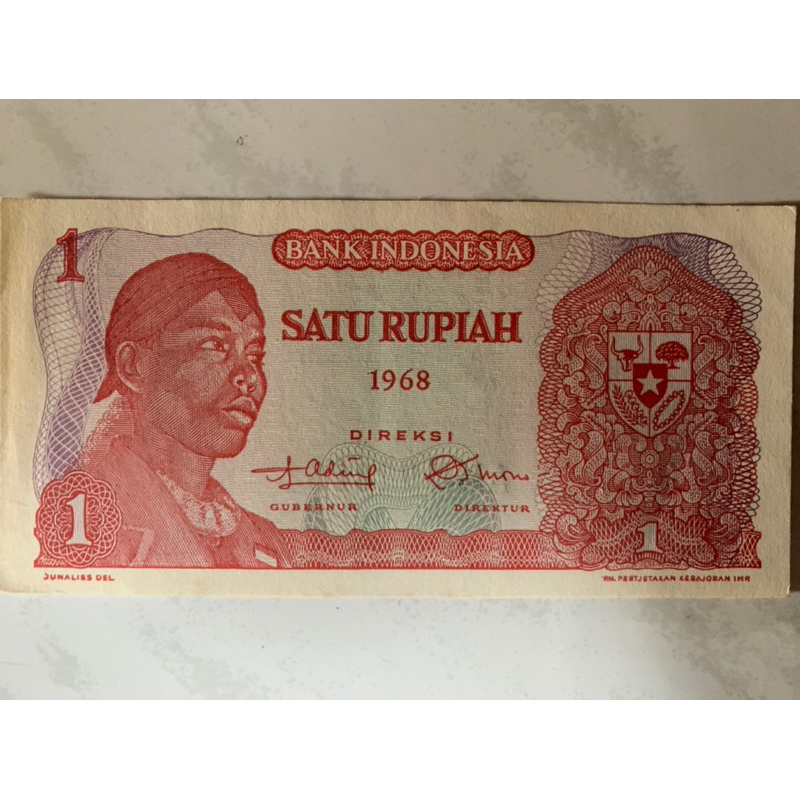 1
BANK INDONESIA
SATU RUPIAH
1968
DIREKSI
GUBERNUR DIREKTUR
1
1
JUNALIES DEL PN. PERTJETAKAN KEBAJORAN IMR